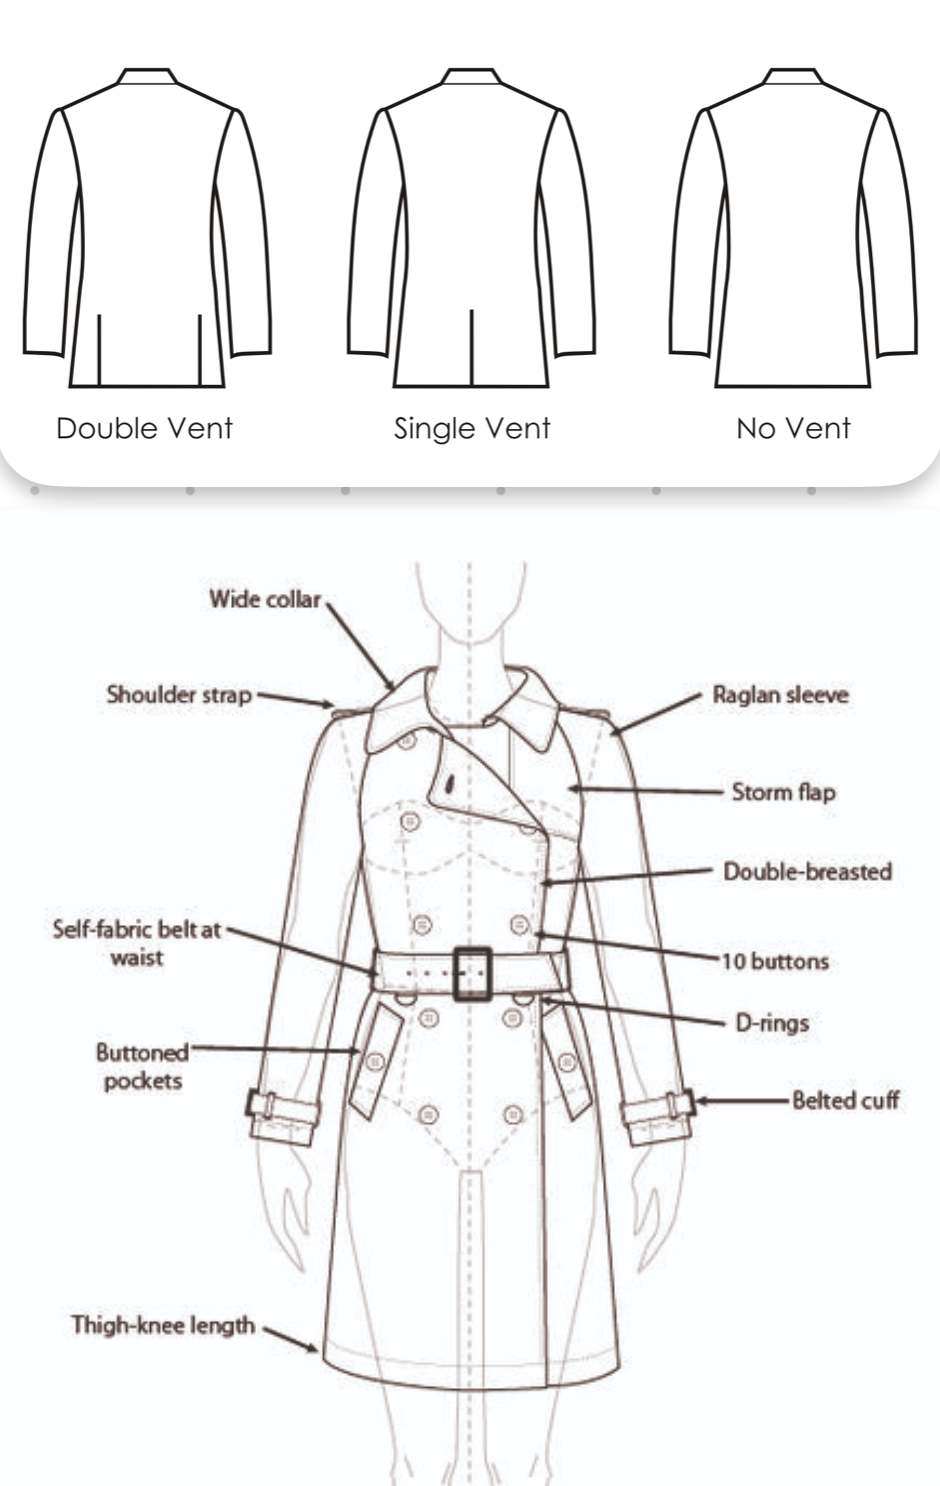 Double Vent
Single Vent
No Vent
Wide collar
Shoulder strap
Raglan sleeve
Storm flap
Double-breasted
Self-fabric belt at
waist
10 buttons
D-rings
Buttoned
pockets
Belted cuff
Thigh-knee length